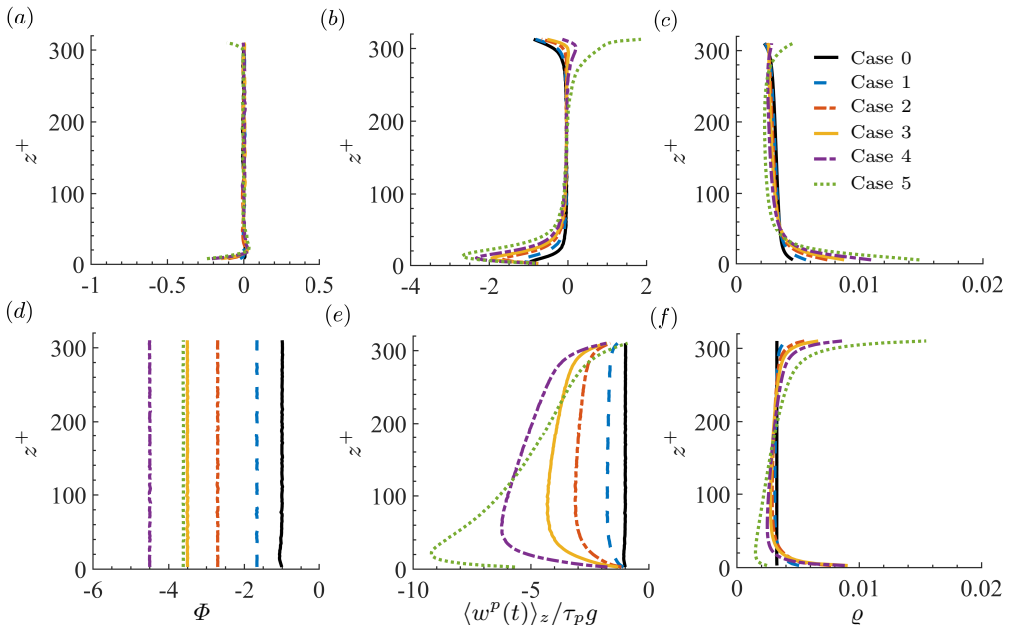 (a)
300
200
z+
100
0
-1
-0.5
0
0.5
(b)
300
200
z+
100
0
-4
-2
0
2
(c)
300
200
z+
100
0
0
0.01
0.02
Case 0
Case 1
Case 2
Case 3
Case 4
Case 5
(d)
300
200
z+
100
0
-6
-4
-2
0
Φ
(e)
300
200
z+
100
0
-10
-5
0
⟨w^p(t)⟩_z/τ_p g
(f)
300
200
z+
100
0
0
0.01
0.02
ϱ